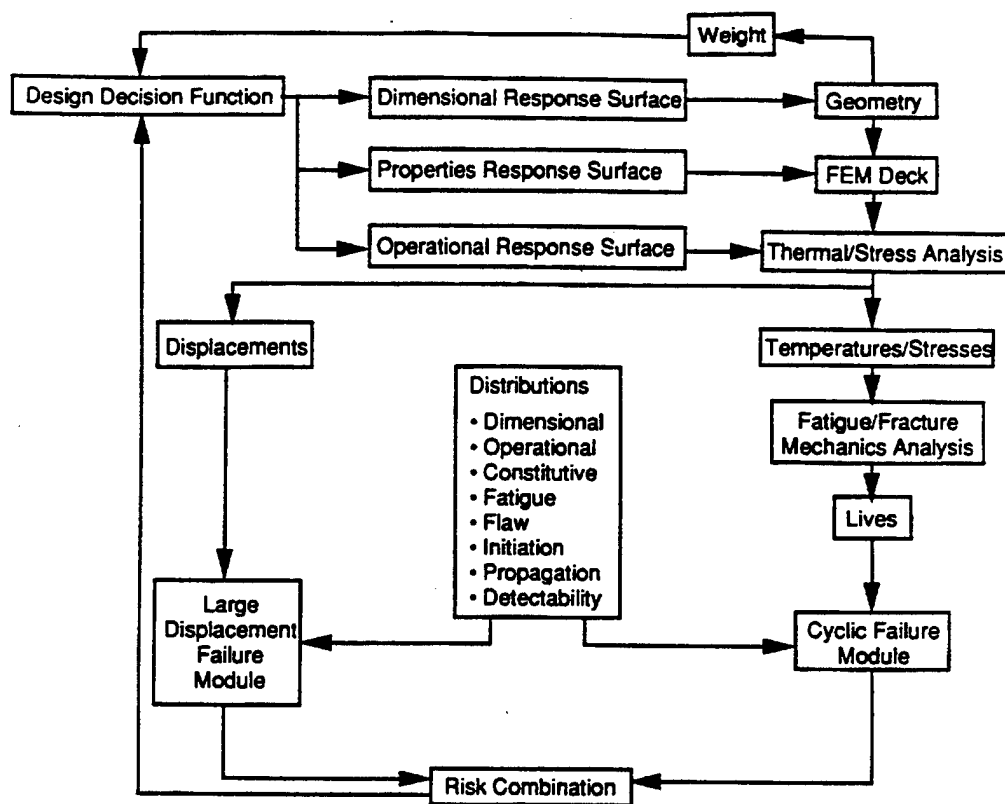 Weight
Design Decision Function
Dimensional Response Surface
Geometry
Properties Response Surface
FEM Deck
Operational Response Surface
Thermal/Stress Analysis
Displacements
Temperatures/Stresses
Distributions
• Dimensional
• Operational
• Constitutive
• Fatigue
• Flaw
• Initiation
• Propagation
• Detectability
Fatigue/Fracture
Mechanics Analysis
Lives
Large
Displacement
Failure
Module
Cyclic Failure
Module
Risk Combination